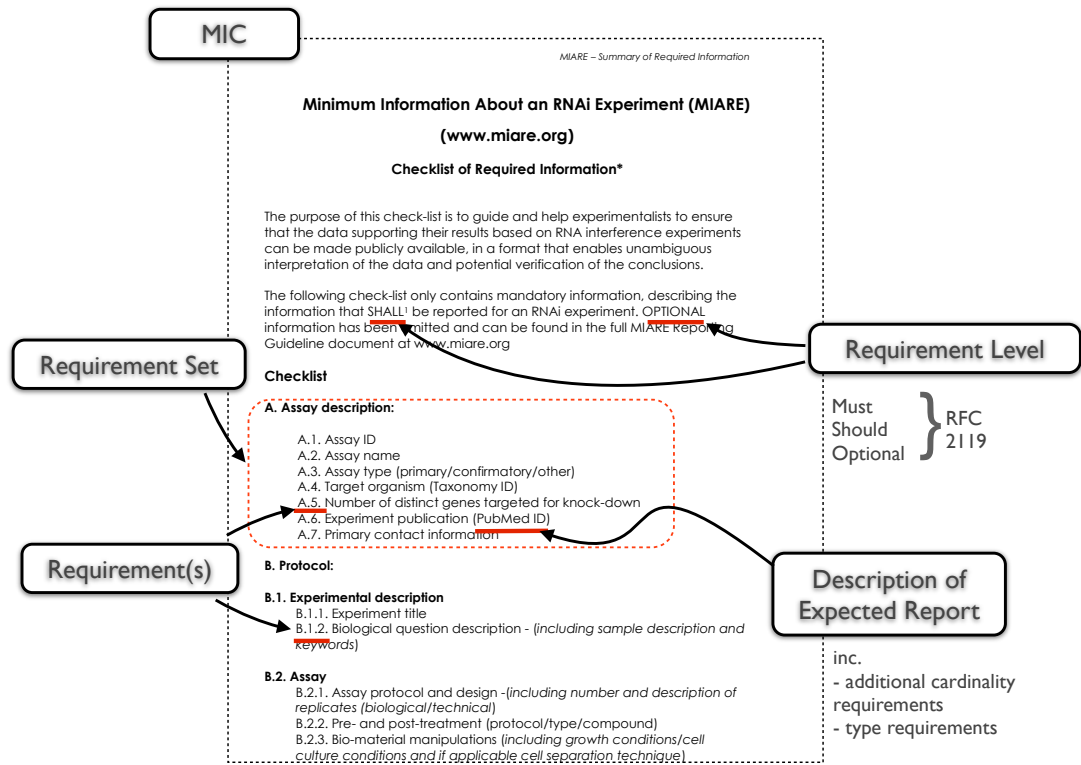 MIC
MIARE – Summary of Required Information
Minimum Information About an RNAi Experiment (MIARE)
(www.miare.org)
Checklist of Required Information*
The purpose of this check-list is to guide and help experimentalists to ensure
that the data supporting their results based on RNA interference experiments
can be made publicly available, in a format that enables unambiguous
interpretation of the data and potential verification of the conclusions.
The following check-list only contains mandatory information, describing the
information that SHALL¹ be reported for an RNAi experiment. OPTIONAL
information has been omitted and can be found in the full MIARE Reporting
Guideline document at www.miare.org
Requirement Set
Requirement Level
Must
Should
Optional
RFC
2119
Checklist
A. Assay description:
A.1. Assay ID
A.2. Assay name
A.3. Assay type (primary/confirmatory/other)
A.4. Target organism (Taxonomy ID)
A.5. Number of distinct genes targeted for knock-down
A.6. Experiment publication (PubMed ID)
A.7. Primary contact information
Requirement(s)
Description of
Expected Report
inc.
- additional cardinality
requirements
- type requirements
B. Protocol:
B.1. Experimental description
B.1.1. Experiment title
B.1.2. Biological question description - (including sample description and
keywords)
B.2. Assay
B.2.1. Assay protocol and design -(including number and description of
replicates (biological/technical)
B.2.2. Pre- and post-treatment (protocol/type/compound)
B.2.3. Bio-material manipulations (including growth conditions/cell
culture conditions and if applicable cell separation technique)